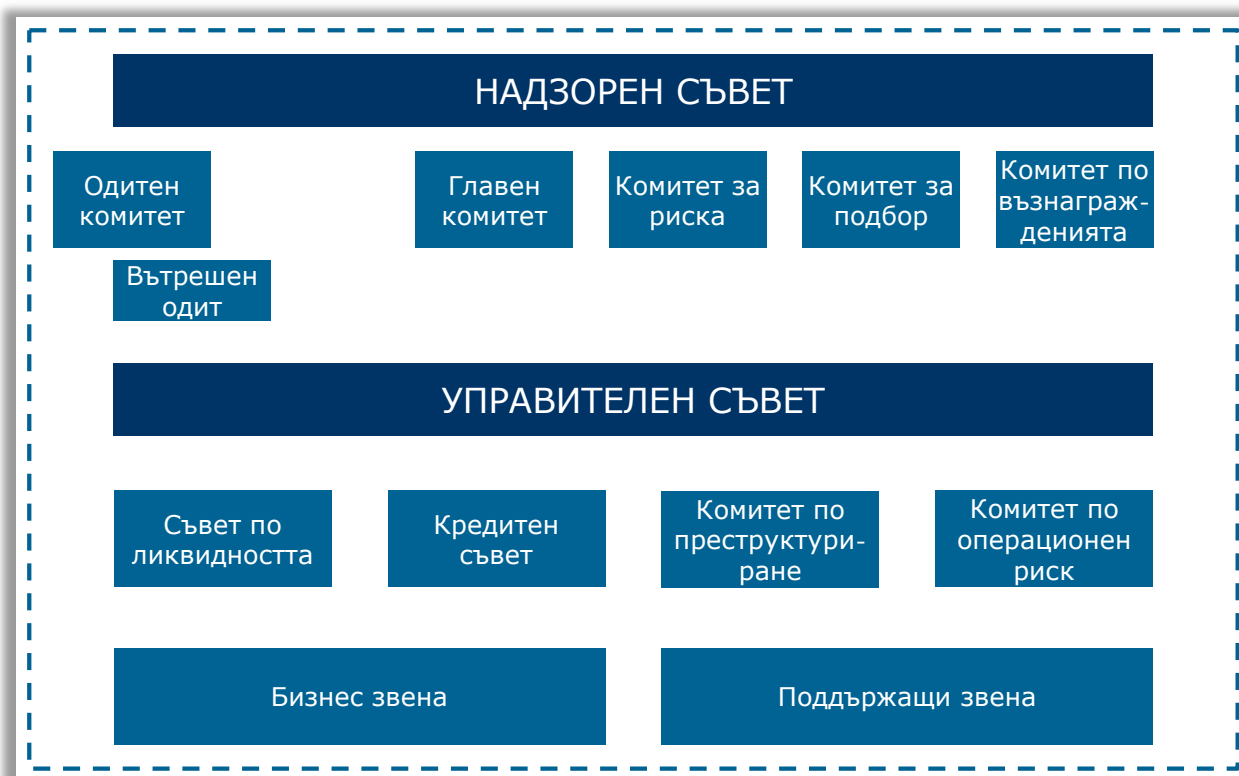 НАДЗОРЕН СЪВЕТ
Одитен
комитет
Главен
комитет
Комитет за
риска
Комитет за
подбор
Комитет по
възнаграж-
денията
Вътрешен
одит
УПРАВИТЕЛЕН СЪВЕТ
Съвет по
ликвидността
Кредитен
съвет
Комитет по
преструктури-
ране
Комитет по
операционен
риск
Бизнес звена
Поддържащи звена